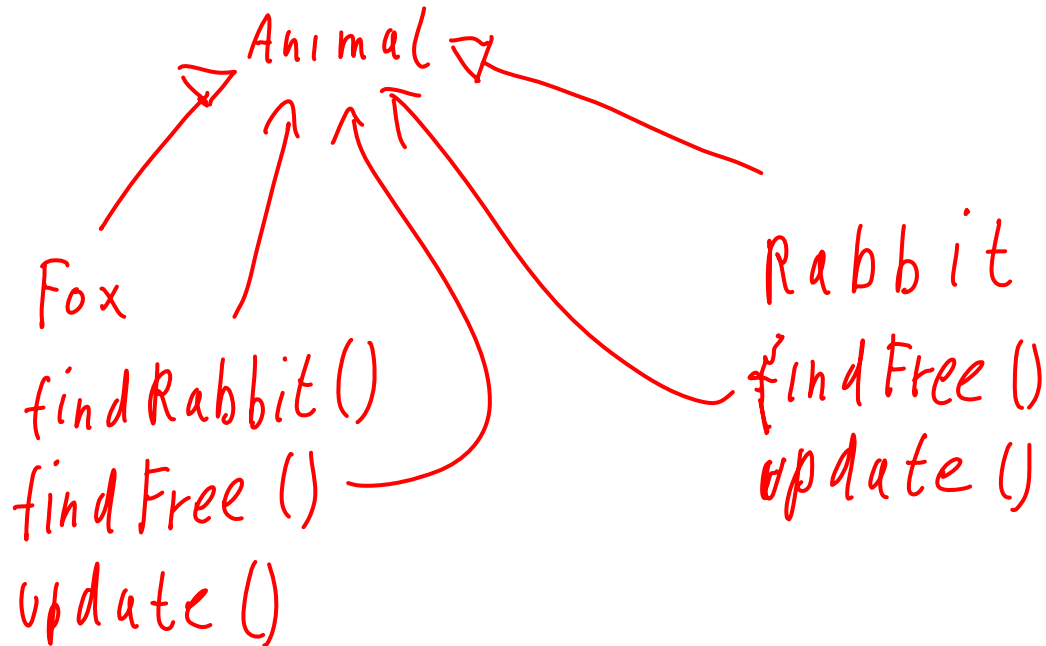 Animal
Fox
findRabbit()
findFree()
update()
Rabbit
findFree()
update()